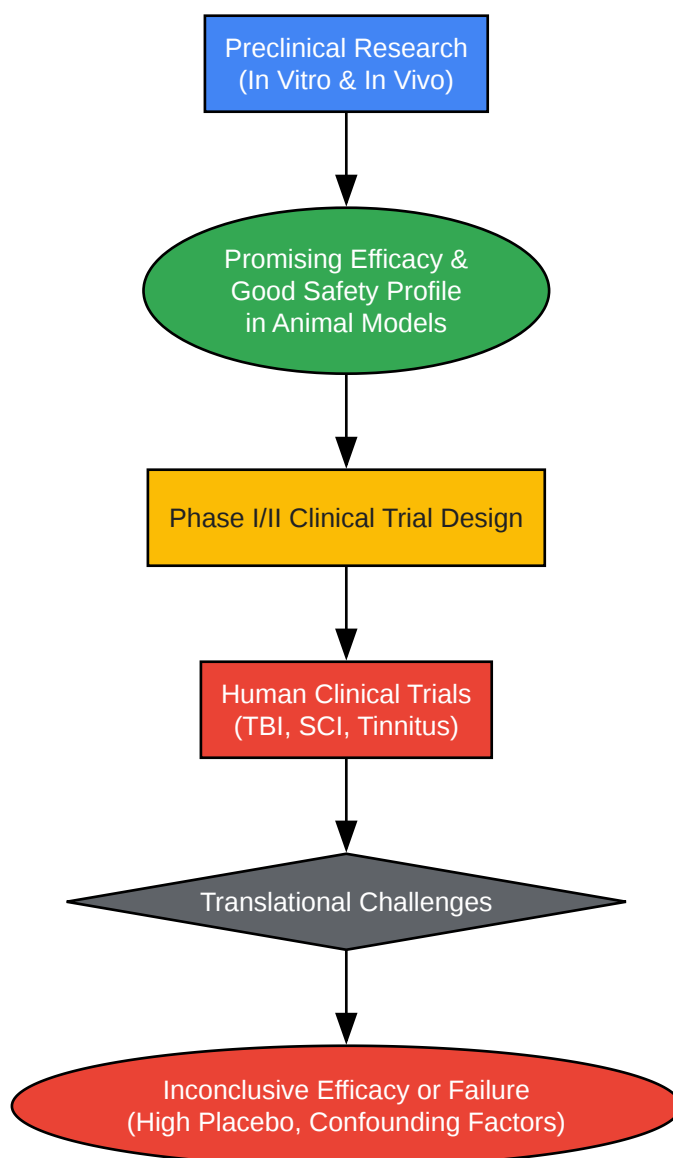 Preclinical Research
(In Vitro & In Vivo)
Promising Efficacy &
Good Safety Profile
in Animal Models
Phase I/II Clinical Trial Design
Human Clinical Trials
(TBI, SCI, Tinnitus)
Translational Challenges
Inconclusive Efficacy or Failure
(High Placebo, Confounding Factors)